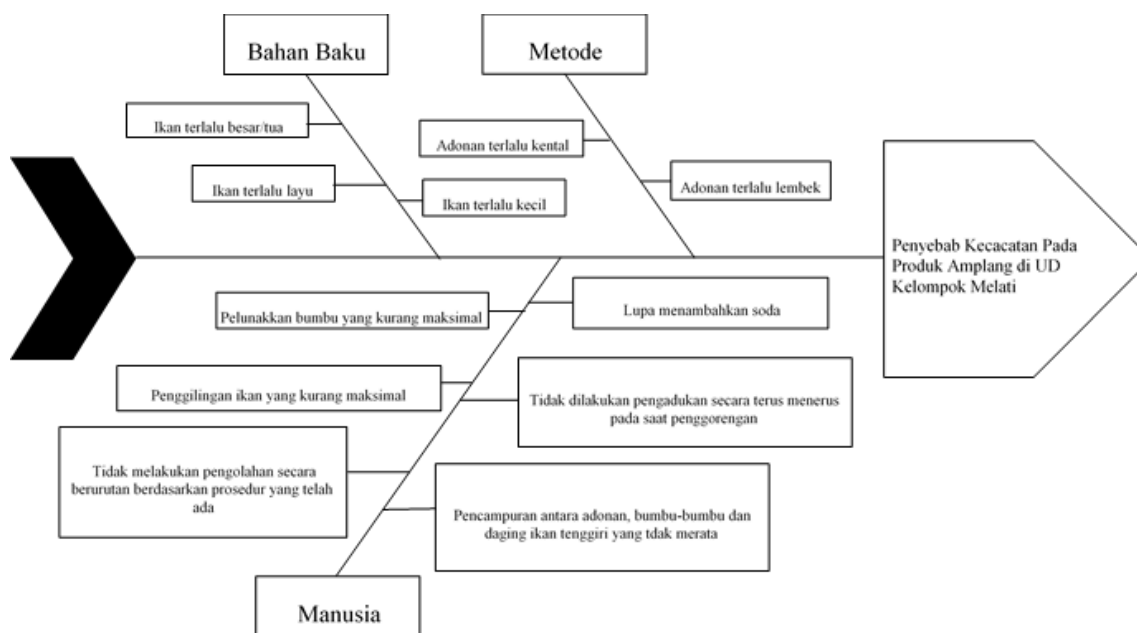 Bahan Baku
Metode
Ikan terlalu besar/tua
Adonan terlalu kental
Ikan terlalu layu
Ikan terlalu kecil
Adonan terlalu lembek
Penyebab Kecacatan Pada
Produk Amplang di UD
Kelompok Melati
Pelunakkan bumbu yang kurang maksimal
Lupa menambahkan soda
Penggilingan ikan yang kurang maksimal
Tidak dilakukan pengadukan secara terus menerus
pada saat penggorengan
Tidak melakukan pengolahan secara
berurutan berdasarkan prosedur yang telah
ada
Pencampuran antara adonan, bumbu-bumbu dan
daging ikan tenggiri yang tdak merata
Manusia